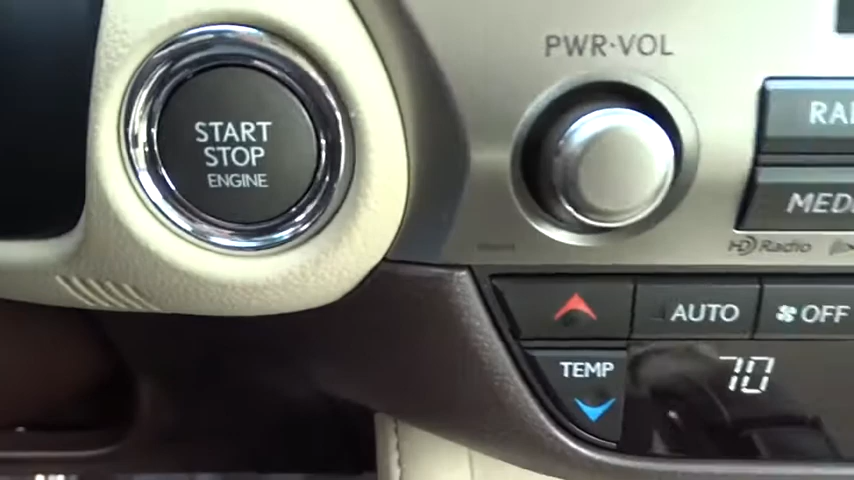 START
STOP
ENGINE
PWR·VOL
HD Radio
AUTO
OFF
TEMP
70